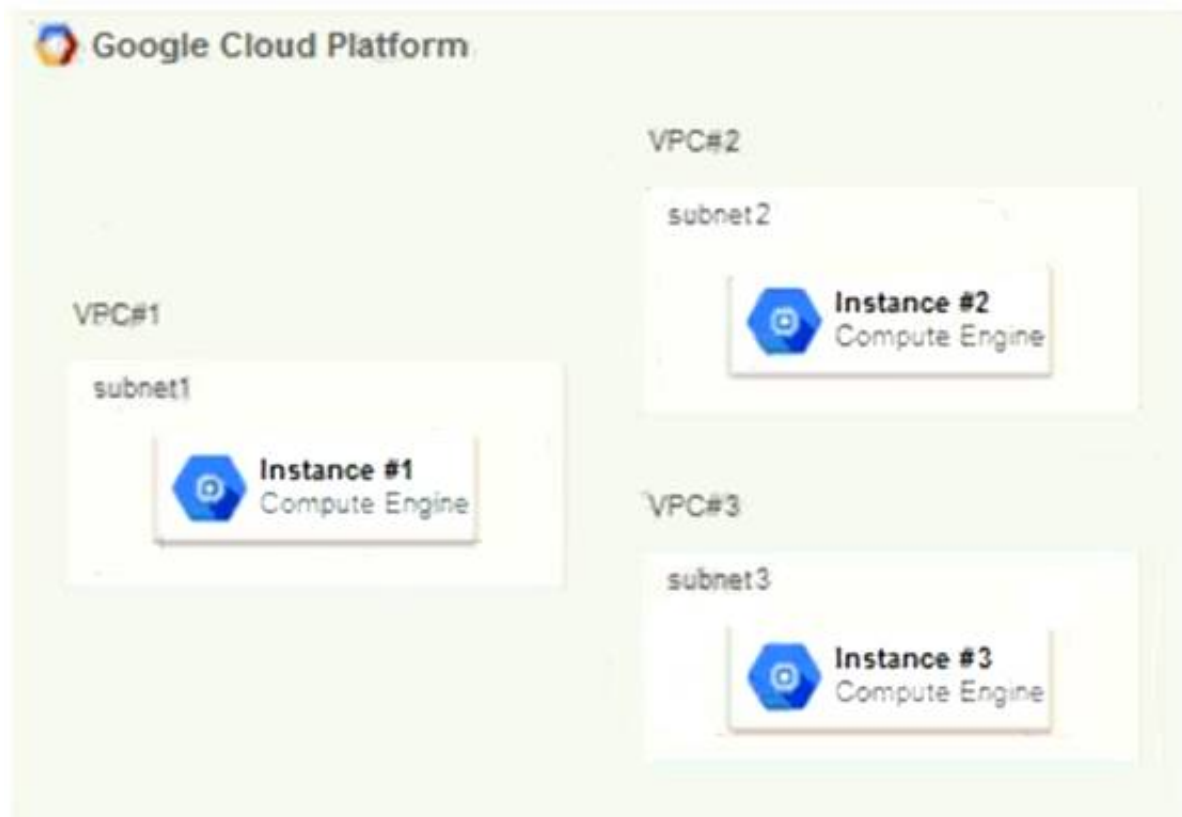 Google Cloud Platform
VPC#1
subnet1
Instance #1
Compute Engine
VPC#2
subnet2
Instance #2
Compute Engine
VPC#3
subnet3
Instance #3
Compute Engine